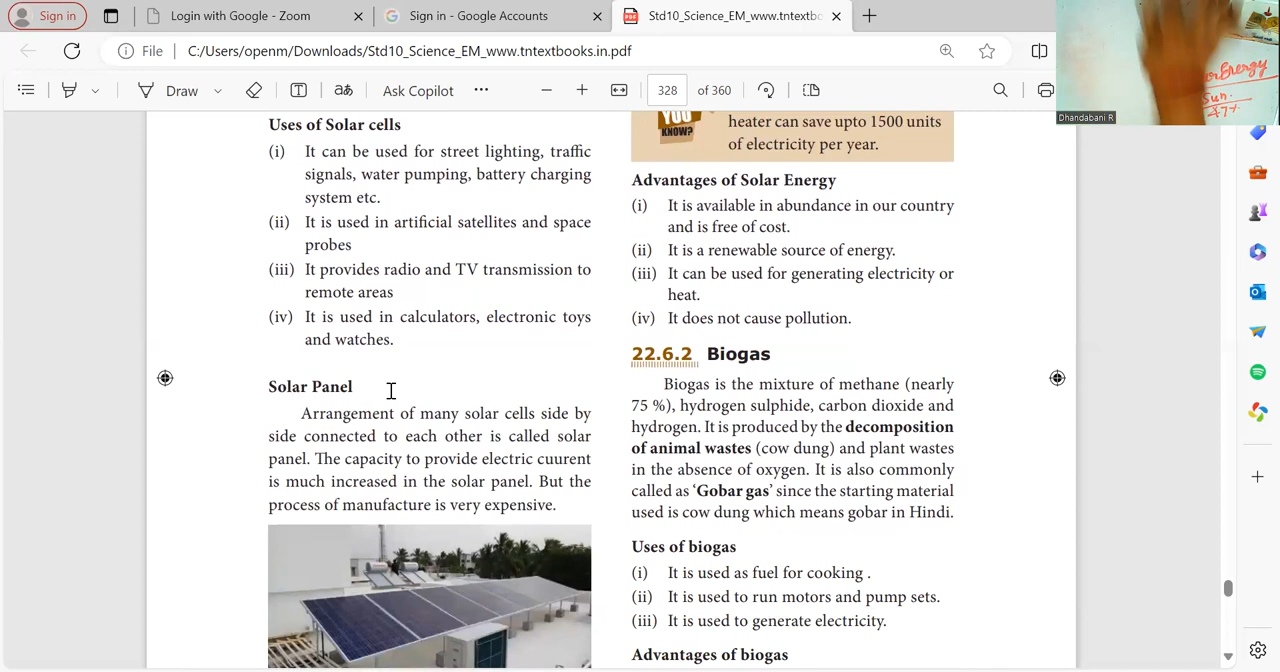 Sign in
Login with Google - Zoom
Sign in - Google Accounts
Std10_Science_EM_www.tntextbc
File
C:/Users/openm/Downloads/Std10_Science_EM_www.tntextbooks.in.pdf
Draw
aあ
Ask Copilot
328
of 360
Energy
Sun.
Dhandabani R
Uses of Solar cells
(i) It can be used for street lighting, traffic
signals, water pumping, battery charging
system etc.
(ii) It is used in artificial satellites and space
probes
(iii) It provides radio and TV transmission to
remote areas
(iv) It is used in calculators, electronic toys
and watches.
Solar Panel
Arrangement of many solar cells side by
side connected to each other is called solar
panel. The capacity to provide electric cuurent
is much increased in the solar panel. But the
process of manufacture is very expensive.
YOU
KNOW?
heater can save upto 1500 units
of electricity per year.
Advantages of Solar Energy
(i) It is available in abundance in our country
and is free of cost.
(ii) It is a renewable source of energy.
(iii) It can be used for generating electricity or
heat.
(iv) It does not cause pollution.
22.6.2 Biogas
Biogas is the mixture of methane (nearly
75 %), hydrogen sulphide, carbon dioxide and
hydrogen. It is produced by the decomposition
of animal wastes (cow dung) and plant wastes
in the absence of oxygen. It is also commonly
called as ‘Gobar gas’ since the starting material
used is cow dung which means gobar in Hindi.
Uses of biogas
(i) It is used as fuel for cooking .
(ii) It is used to run motors and pump sets.
(iii) It is used to generate electricity.
Advantages of biogas